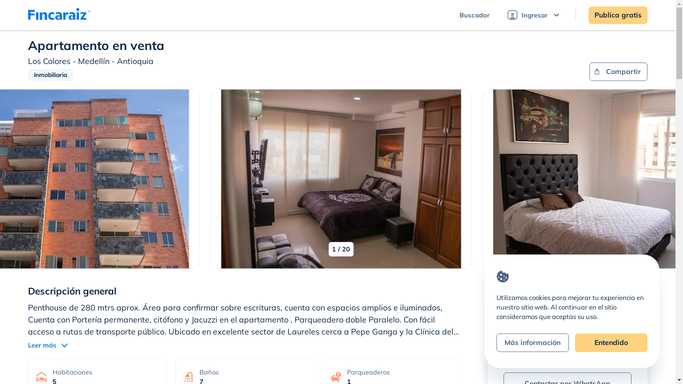 Fincaraiz
Buscador
Ingresar
Publica gratis
Apartamento en venta
Los Colores - Medellín - Antioquia
Inmobiliaria
Compartir
1 / 20
Descripción general
Penthouse de 280 mtrs aprox. Área para confirmar sobre escrituras, cuenta con espacios amplios e iluminados,
Cuenta con Portería permanente, citófono y Jacuzzi en el apartamento , Parqueadero doble Paralelo. Con fácil
acceso a rutas de transporte público. Ubicado en excelente sector de Laureles cerca a Pepe Ganga y la Clínica del...
Leer más
Habitaciones
5
Baños
7
Parqueaderos
1
Utilizamos cookies para mejorar tu experiencia en
nuestro sitio web. Al continuar en el sitio
consideramos que aceptas su uso.
Más información
Entendido
Contactar por WhatsApp